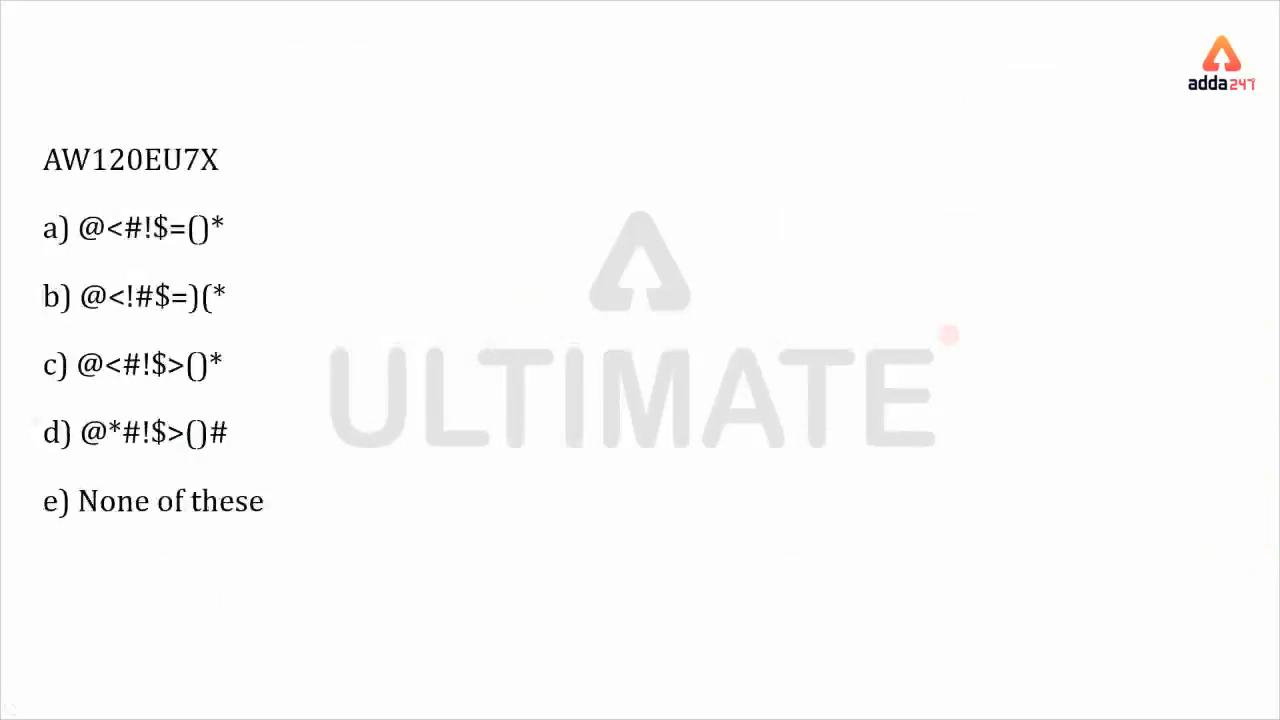 adda247
AW120EU7X
a) @<#!$=()*
b) @<!#$=)(*
c) @<#!$>()*
d) @*#!$>()#
e) None of these
ULTIMATE